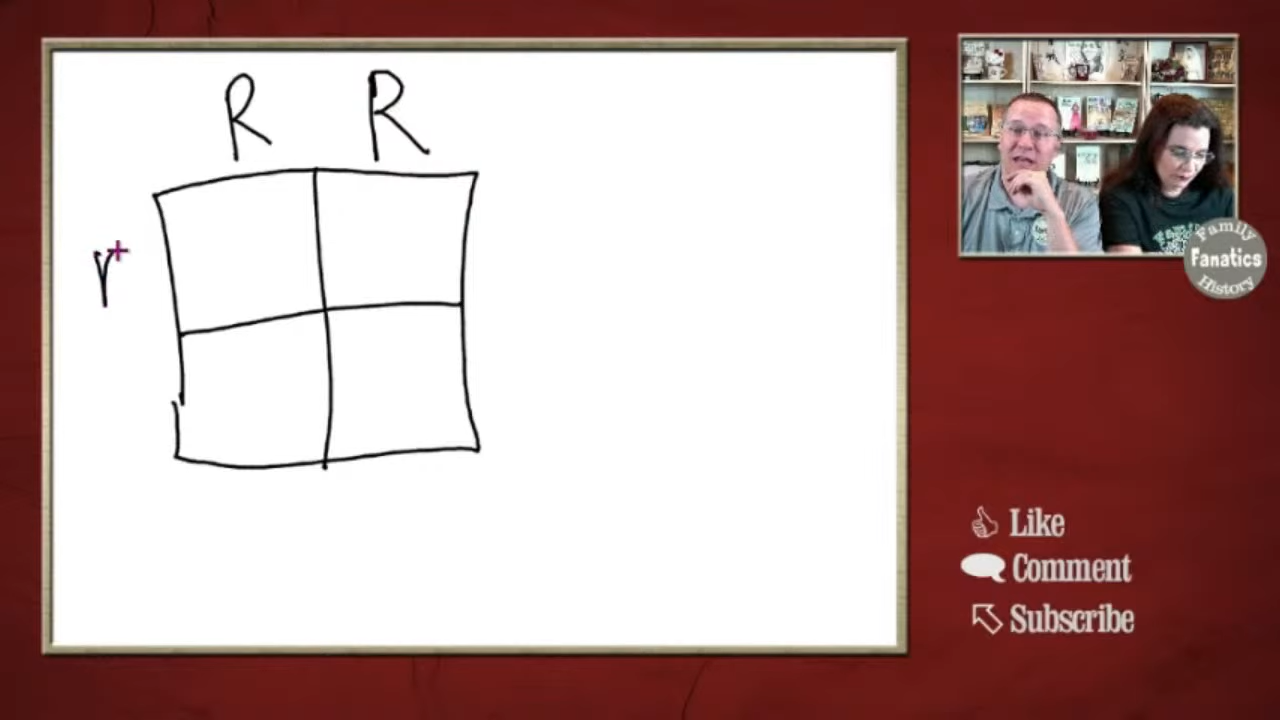 R R
r
Family
Fanatics
History
Like
Comment
Subscribe